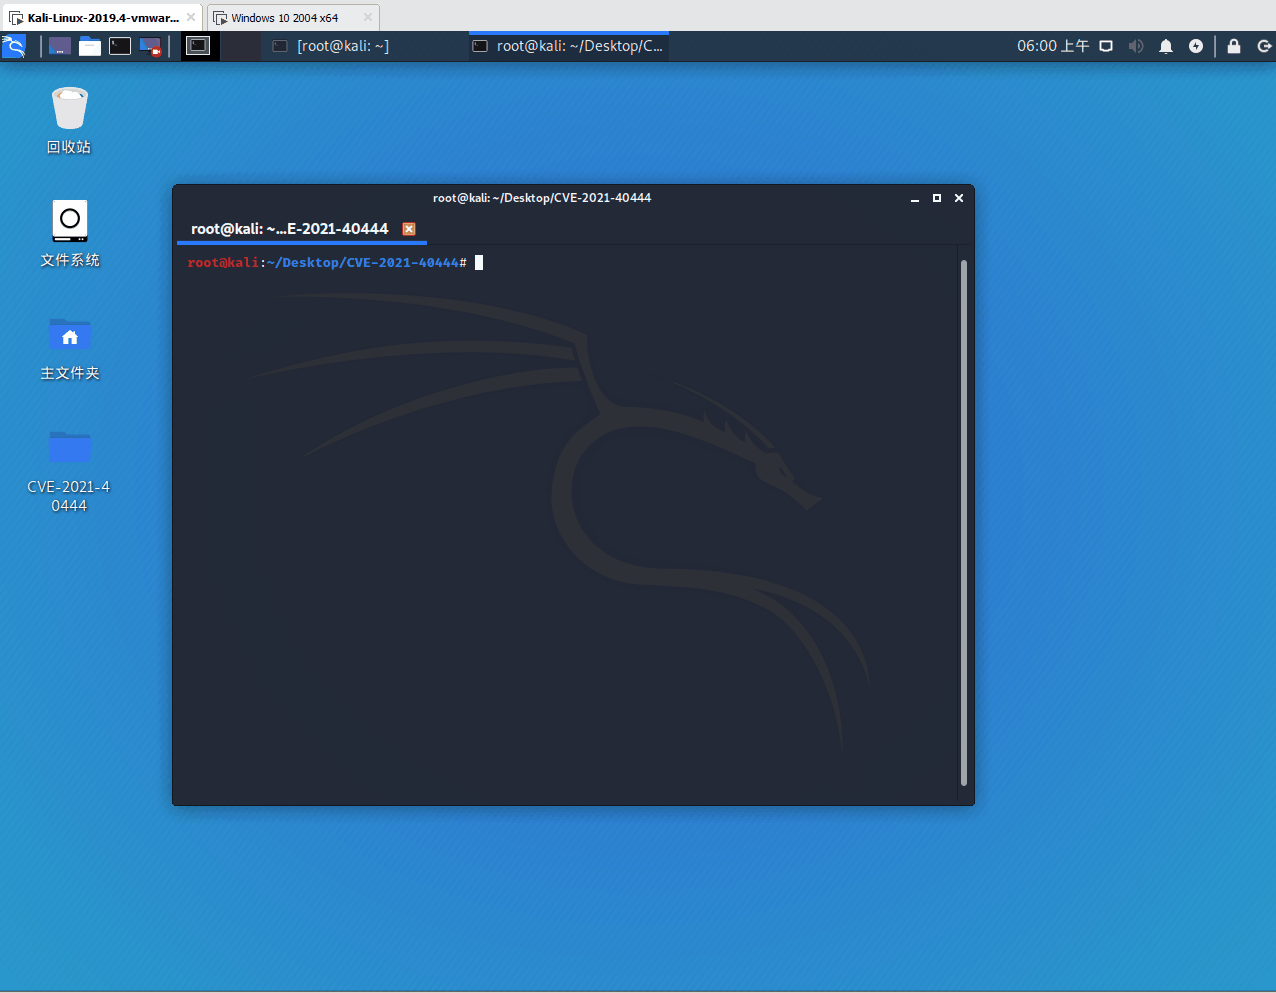 Kali-Linux-2019.4-vmwar...
Windows 10 2004 x64
[root@kali: ~]
root@kali: ~/Desktop/C...
06:00 上午
回收站
文件系统
主文件夹
CVE-2021-4
0444
root@kali: ~/Desktop/CVE-2021-40444
root@kali: ~...E-2021-40444
root@kali:~/Desktop/CVE-2021-40444#